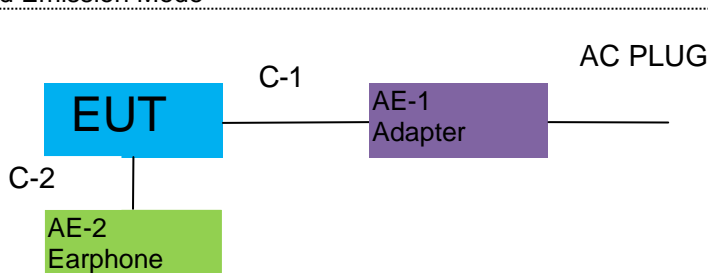 d Emission Mode
AC PLUG
C-1
EUT
AE-1
Adapter
C-2
AE-2
Earphone